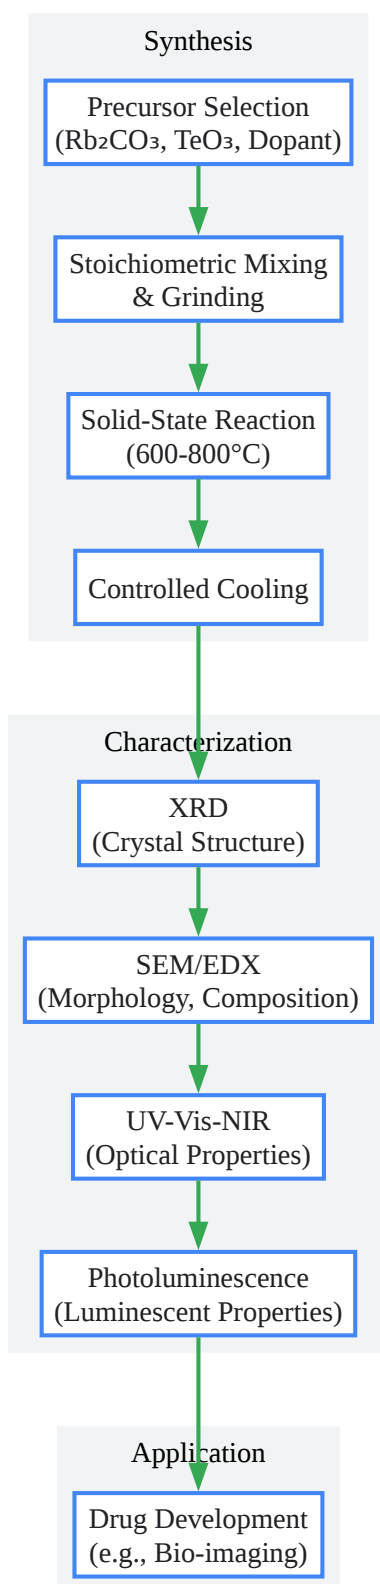 Synthesis
Precursor Selection
(Rb₂CO₃, TeO₃, Dopant)
Stoichiometric Mixing
& Grinding
Solid-State Reaction
(600-800°C)
Controlled Cooling
Characterization
XRD
(Crystal Structure)
SEM/EDX
(Morphology, Composition)
UV-Vis-NIR
(Optical Properties)
Photoluminescence
(Luminescent Properties)
Application
Drug Development
(e.g., Bio-imaging)